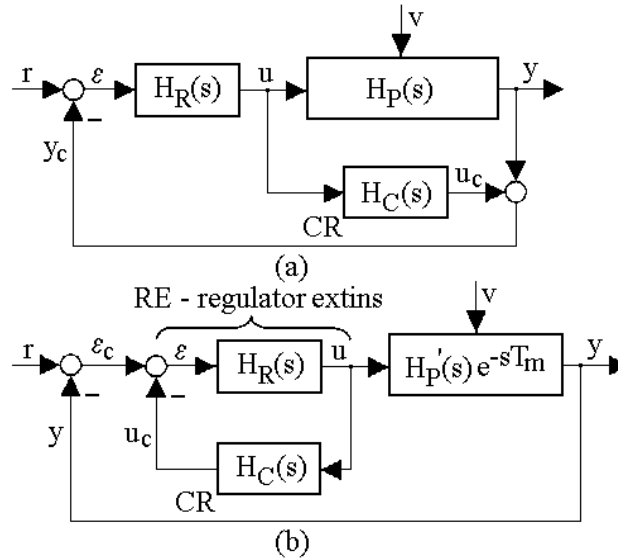 v
r ε H_R(s) u H_P(s) y
−
y_c H_C(s) u_c
CR
(a)
RE - regulator extins
v
r ε_c ε H_R(s) u H_P'(s) e^{-sT_m} y
− −
y u_c H_C(s)
CR
(b)